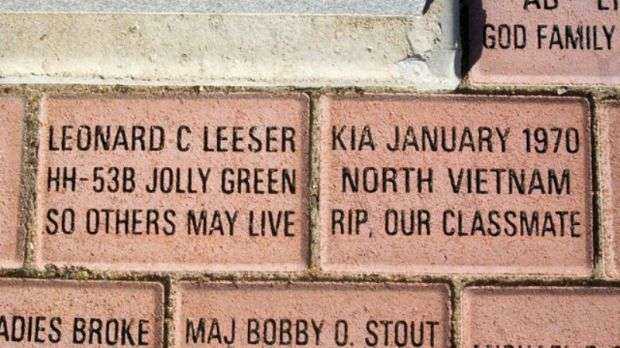 GOD FAMILY
LEONARD C LEESER
HH-53B JOLLY GREEN
SO OTHERS MAY LIVE
KIA JANUARY 1970
NORTH VIETNAM
RIP, OUR CLASSMATE
BROKE
MAJ BOBBY O. STOUT